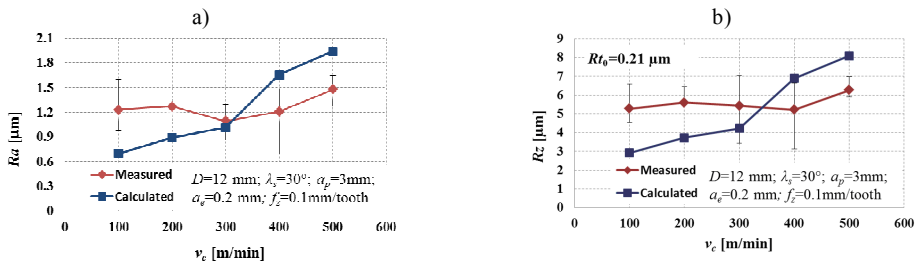 a)
2.1
1.8
1.5
1.2
0.9
0.6
0.3
0
Ra [µm]
Measured
Calculated
D=12 mm; λs=30°; ap=3mm;
ae=0.2 mm; fz=0.1mm/tooth
0 100 200 300 400 500 600
vc [m/min]
b)
Rt0=0.21 µm
9
8
7
6
5
4
3
2
1
0
Rz [µm]
Measured
Calculated
D=12 mm; λs=30°; ap=3mm;
ae=0.2 mm; fz=0.1mm/tooth
0 100 200 300 400 500 600
vc [m/min]